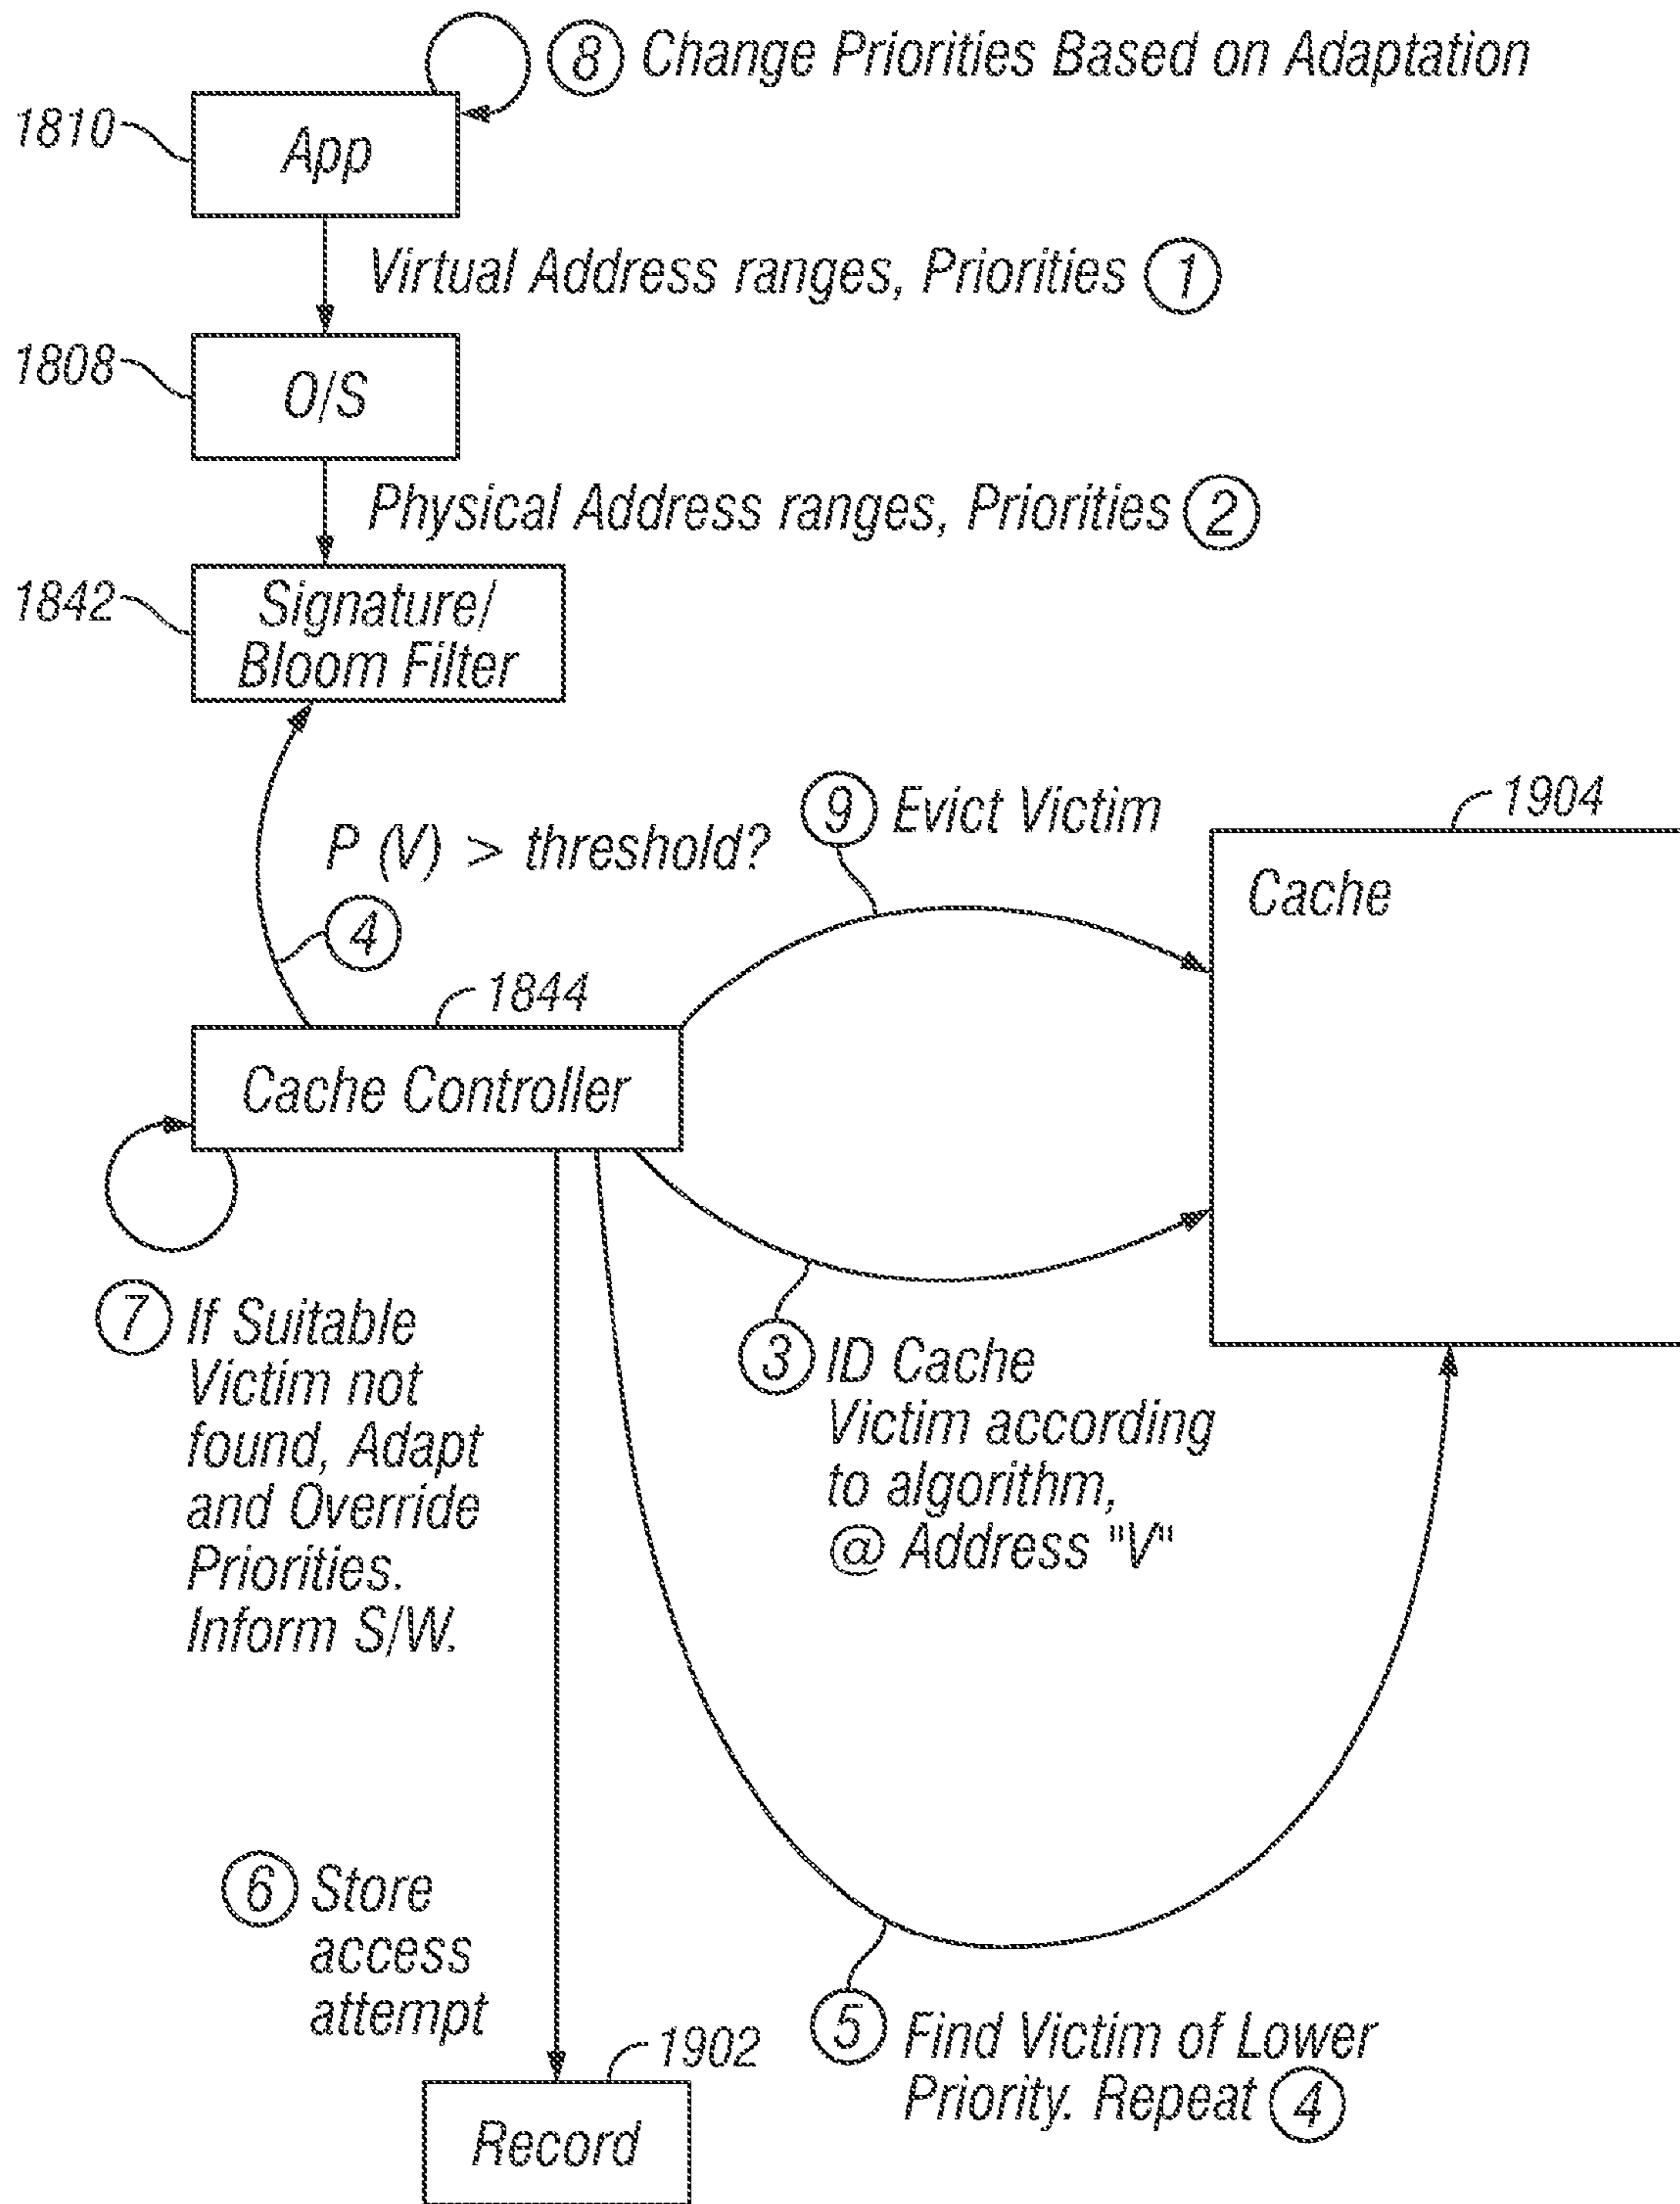 8 Change Priorities Based on Adaptation
1810
App
Virtual Address ranges, Priorities 1
1808
O/S
Physical Address ranges, Priorities 2
1842
Signature/
Bloom Filter
9 Evict Victim
1904
P (V) > threshold?
Cache
4
1844
Cache Controller
7 If Suitable
Victim not
found, Adapt
and Override
Priorities.
Inform S/W.
3 ID Cache
Victim according
to algorithm,
@ Address "V"
6 Store
access
attempt
5 Find Victim of Lower
Priority. Repeat 4
1902
Record